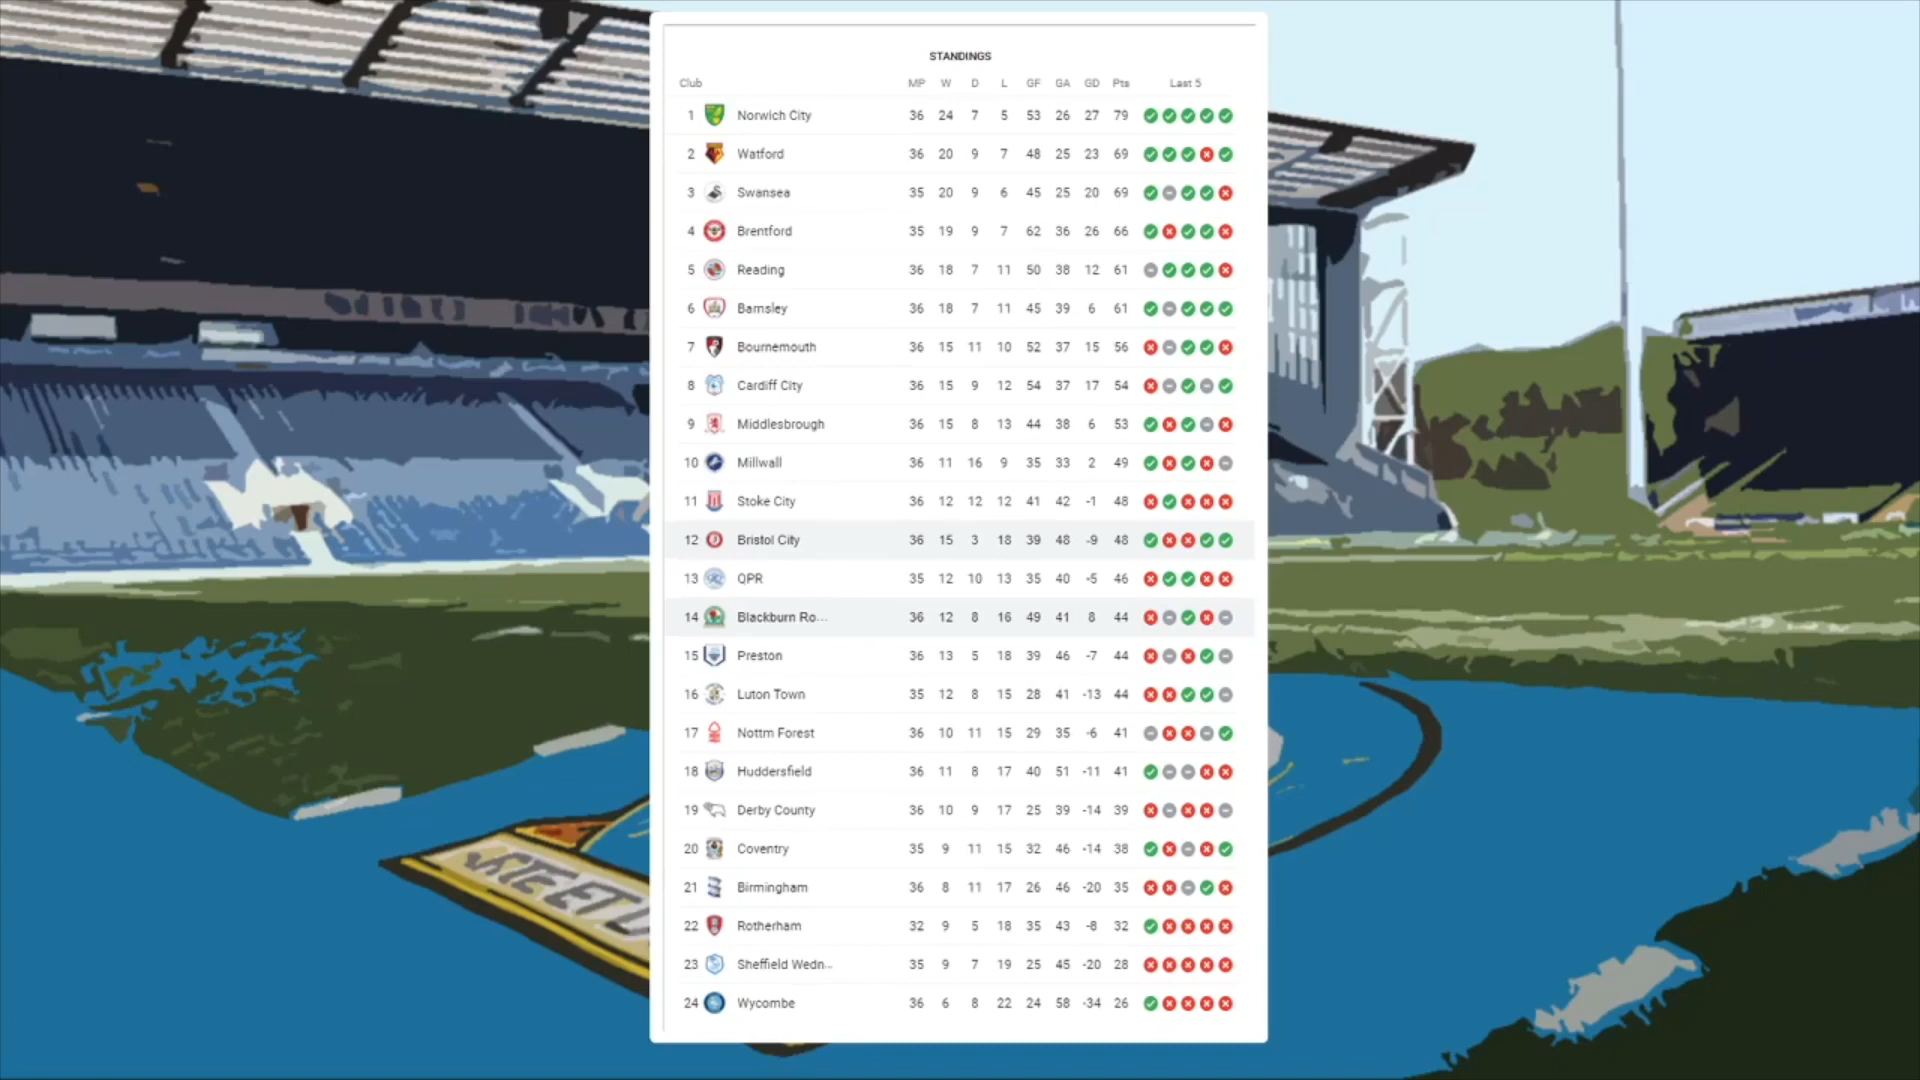 STANDINGS
Club MP W D L GF GA GD Pts Last 5
1 Norwich City 36 24 7 5 53 26 27 79
2 Watford 36 20 9 7 48 25 23 69
3 Swansea 35 20 9 6 45 25 20 69
4 Brentford 35 19 9 7 62 36 26 66
5 Reading 36 18 7 11 50 38 12 61
6 Barnsley 36 18 7 11 45 39 6 61
7 Bournemouth 36 15 11 10 52 37 15 56
8 Cardiff City 36 15 9 12 54 37 17 54
9 Middlesbrough 36 15 8 13 44 38 6 53
10 Millwall 36 11 16 9 35 33 2 49
11 Stoke City 36 12 12 12 41 42 -1 48
12 Bristol City 36 15 3 18 39 48 -9 48
13 QPR 35 12 10 13 35 40 -5 46
14 Blackburn Ro... 36 12 8 16 49 41 8 44
15 Preston 36 13 5 18 39 46 -7 44
16 Luton Town 35 12 8 15 28 41 -13 44
17 Nottm Forest 36 10 11 15 29 35 -6 41
18 Huddersfield 36 11 8 17 40 51 -11 41
19 Derby County 36 10 9 17 25 39 -14 39
20 Coventry 35 9 11 15 32 46 -14 38
21 Birmingham 36 8 11 17 26 46 -20 35
22 Rotherham 32 9 5 18 35 43 -8 32
23 Sheffield Wedn... 35 9 7 19 25 45 -20 28
24 Wycombe 36 6 8 22 24 58 -34 26